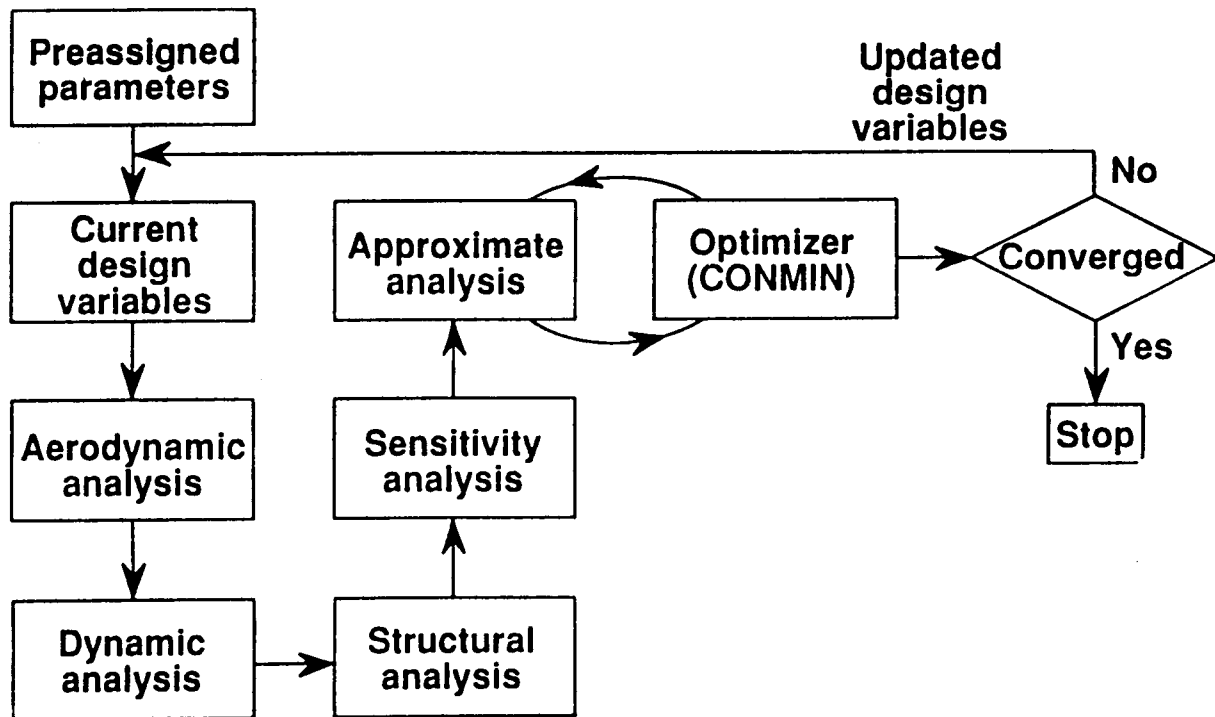 Preassigned
parameters
Updated
design
variables
No
Current
design
variables
Approximate
analysis
Optimizer
(CONMIN)
Converged
Yes
Stop
Aerodynamic
analysis
Sensitivity
analysis
Dynamic
analysis
Structural
analysis